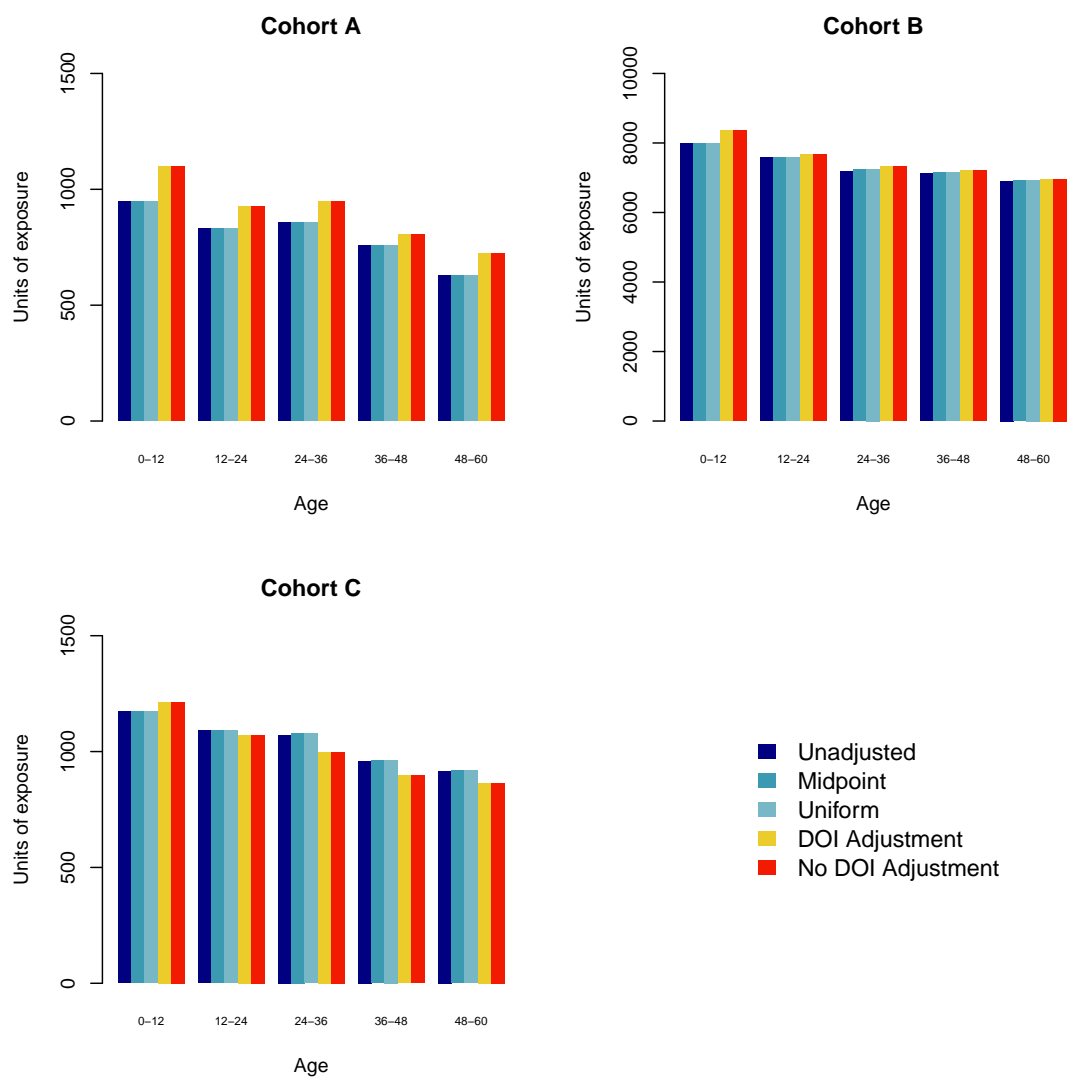 Cohort A
Units of exposure
0
500
1000
1500
0–12
12–24
24–36
36–48
48–60
Age
Cohort B
Units of exposure
0
2000
4000
6000
8000
10000
0–12
12–24
24–36
36–48
48–60
Age
Cohort C
Units of exposure
0
500
1000
1500
0–12
12–24
24–36
36–48
48–60
Age
Unadjusted
Midpoint
Uniform
DOI Adjustment
No DOI Adjustment